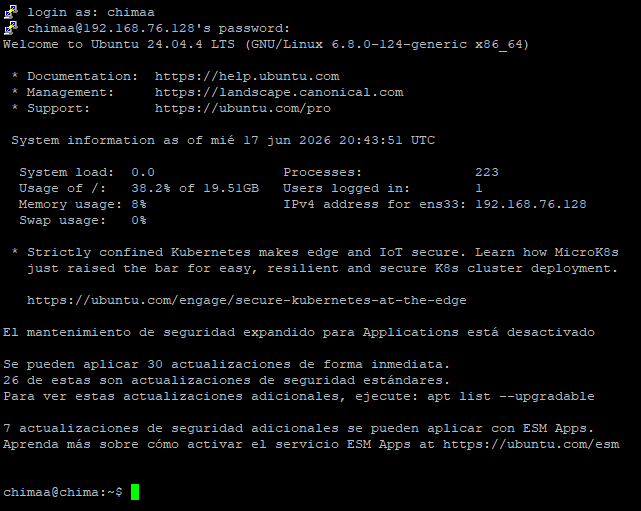 login as: chimaa
chimaa@192.168.76.128's password:
Welcome to Ubuntu 24.04.4 LTS (GNU/Linux 6.8.0-124-generic x86_64)
* Documentation:  https://help.ubuntu.com
* Management:     https://landscape.canonical.com
* Support:        https://ubuntu.com/pro
System information as of mié 17 jun 2026 20:43:51 UTC
System load:  0.0                Processes:              223
Usage of /:   38.2% of 19.51GB   Users logged in:        1
Memory usage: 8%                 IPv4 address for ens33: 192.168.76.128
Swap usage:   0%
* Strictly confined Kubernetes makes edge and IoT secure. Learn how MicroK8s
just raised the bar for easy, resilient and secure K8s cluster deployment.
https://ubuntu.com/engage/secure-kubernetes-at-the-edge
El mantenimiento de seguridad expandido para Applications está desactivado
Se pueden aplicar 30 actualizaciones de forma inmediata.
26 de estas son actualizaciones de seguridad estándares.
Para ver estas actualizaciones adicionales, ejecute: apt list --upgradable
7 actualizaciones de seguridad adicionales se pueden aplicar con ESM Apps.
Aprenda más sobre cómo activar el servicio ESM Apps at https://ubuntu.com/esm
chimaa@chima:~$